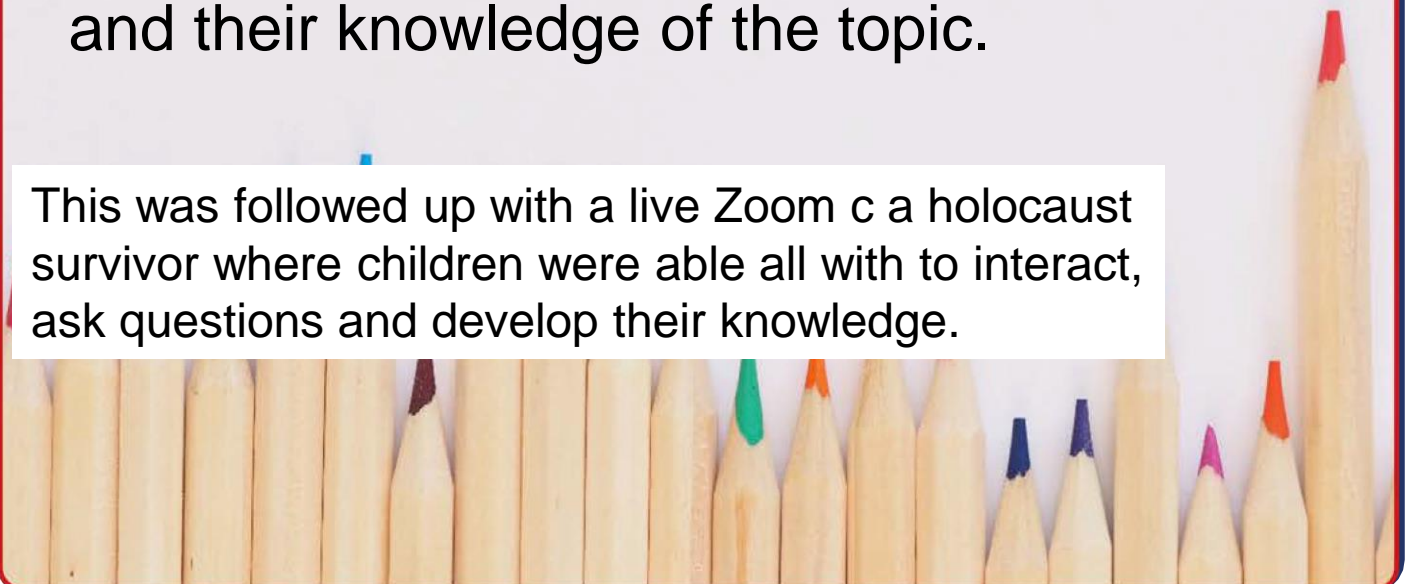 and their knowledge of the topic.
This was followed up with a live Zoom c a holocaust
survivor where children were able all with to interact,
ask questions and develop their knowledge.